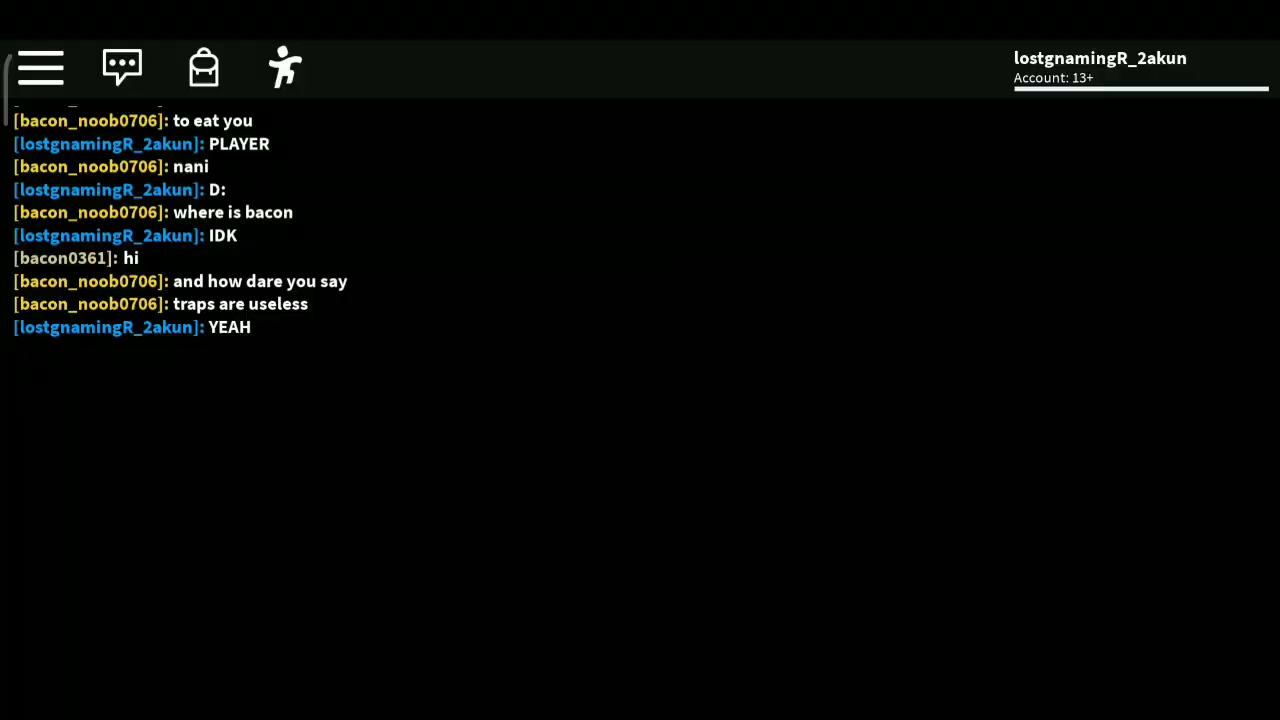 lostgnamingR_2akun
Account: 13+
[bacon_noob0706]: to eat you
[lostgnamingR_2akun]: PLAYER
[bacon_noob0706]: nani
[lostgnamingR_2akun]: D:
[bacon_noob0706]: where is bacon
[lostgnamingR_2akun]: IDK
[bacon0361]: hi
[bacon_noob0706]: and how dare you say
[bacon_noob0706]: traps are useless
[lostgnamingR_2akun]: YEAH